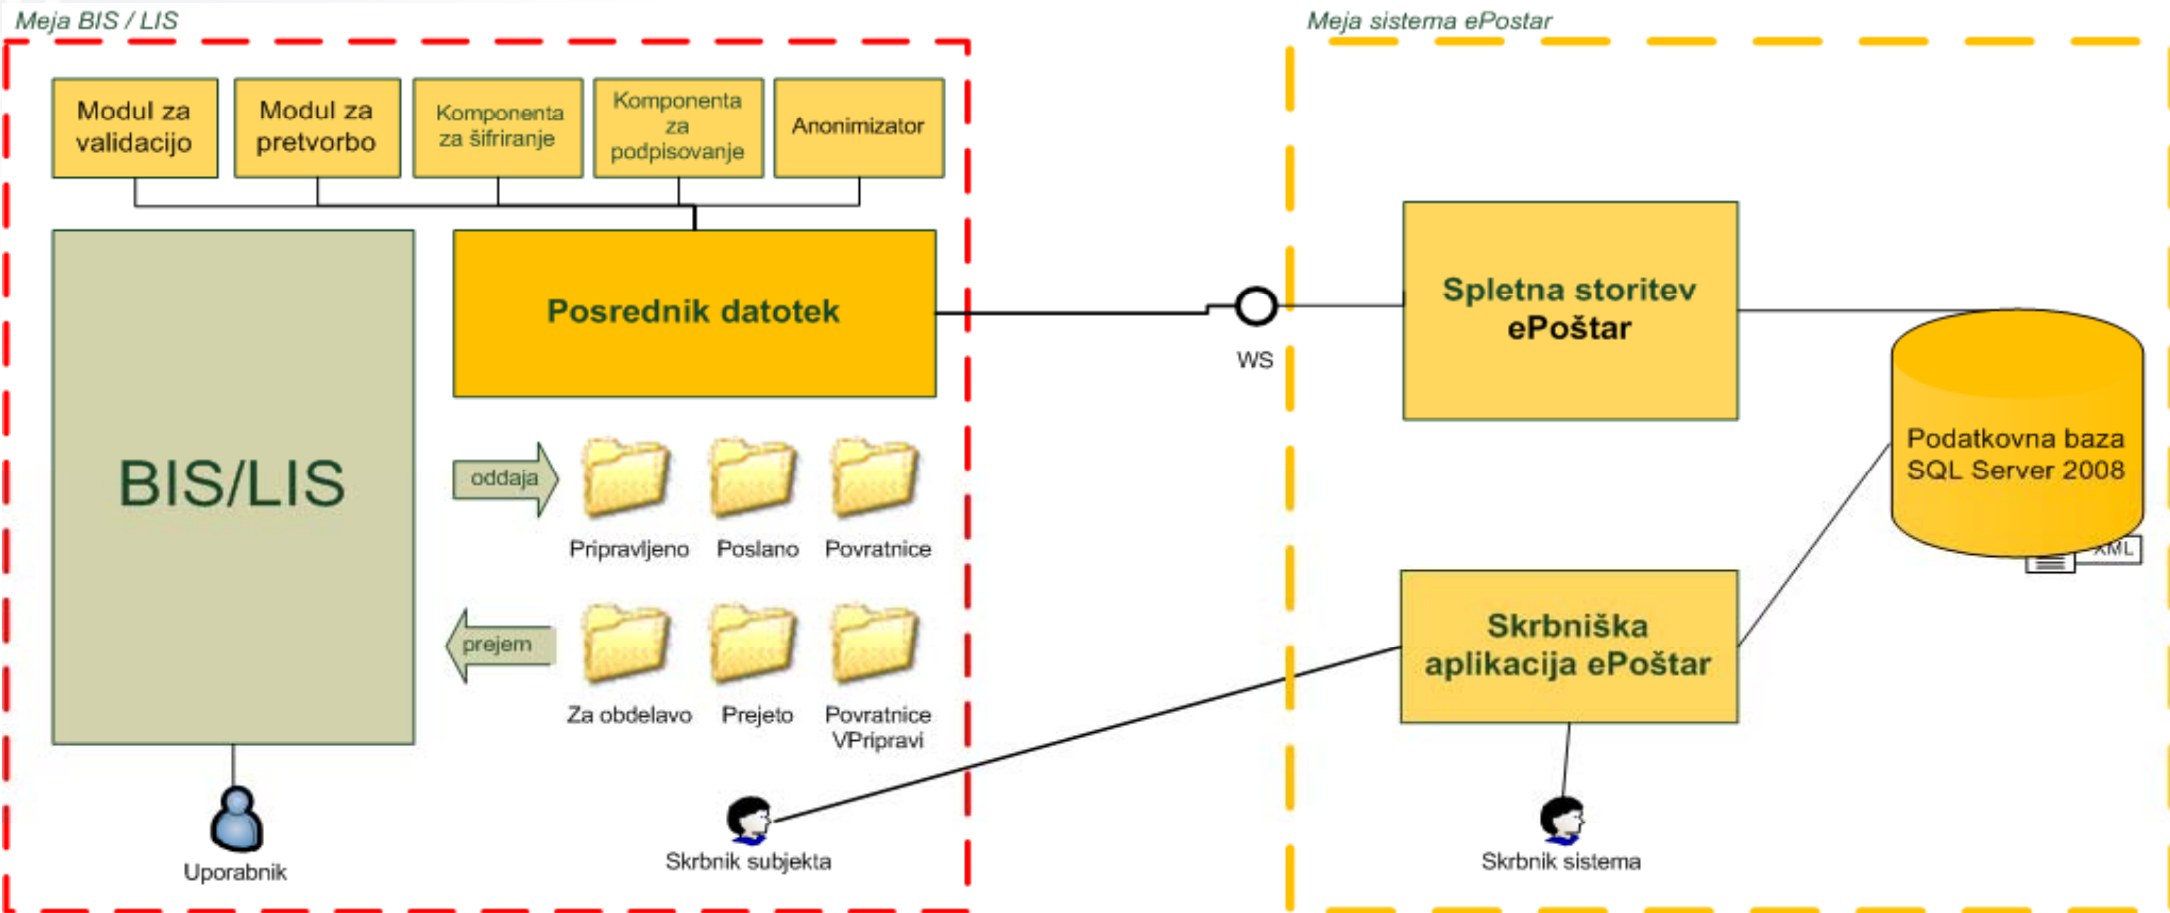 Meja BIS / LIS
Meja sistema ePostar
Modul za
validacijo
Modul za
pretvorbo
Komponenta
za šifriranje
Komponenta
za
podpisovanje
Anonimizator
BIS/LIS
Posrednik datotek
WS
Spletna storitev
ePoštar
Podatkovna baza
SQL Server 2008
XML
oddaja
Pripravljeno
Poslano
Povratnice
prejem
Za obdelavo
Prejeto
Povratnice
VPripravi
Skrbniška
aplikacija ePoštar
Uporabnik
Skrbnik subjekta
Skrbnik sistema